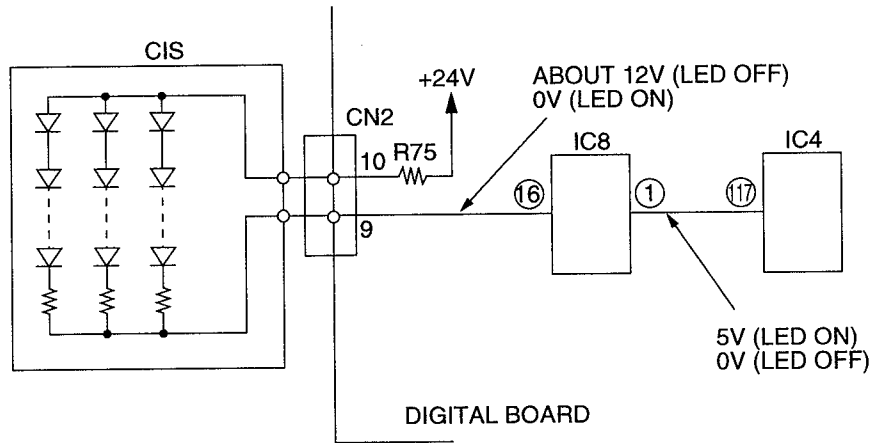 CIS
+24V
ABOUT 12V (LED OFF)
0V (LED ON)
CN2
10
R75
IC8
IC4
16
1
117
9
5V (LED ON)
0V (LED OFF)
DIGITAL BOARD